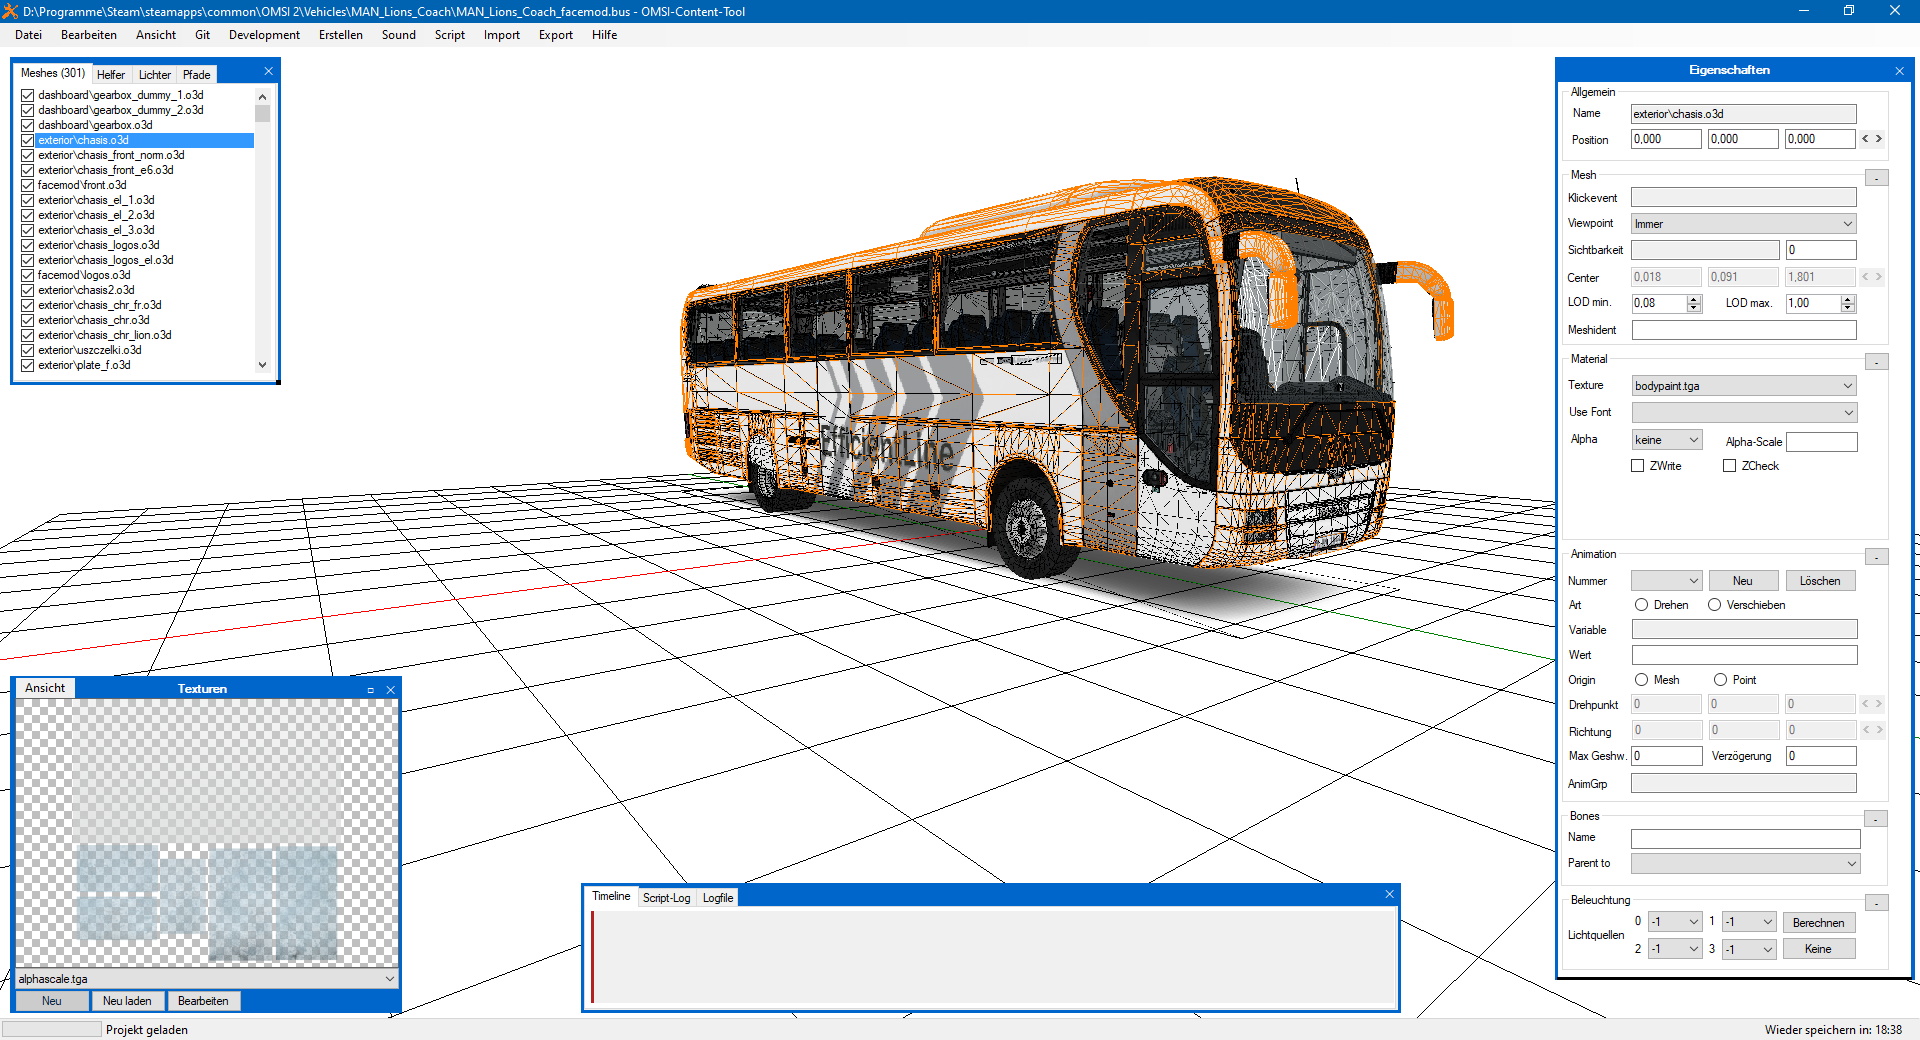 D:\Programme\Steam\steamapps\common\OMSI 2\Vehicles\MAN_Lions_Coach\MAN_Lions_Coach_facemod.bus - OMSI-Content-Tool
Datei Bearbeiten Ansicht Git Development Erstellen Sound Script Import Export Hilfe
Meshes (301) Helfer Lichter Pfade
dashboard\gearbox_dummy_1.o3d
dashboard\gearbox_dummy_2.o3d
dashboard\gearbox.o3d
exterior\chasis.o3d
exterior\chasis_front_norm.o3d
exterior\chasis_front_e6.o3d
facemod\front.o3d
exterior\chasis_el_1.o3d
exterior\chasis_el_2.o3d
exterior\chasis_el_3.o3d
exterior\chasis_logos.o3d
exterior\chasis_logos_el.o3d
facemod\logos.o3d
exterior\chasis2.o3d
exterior\chasis_chr_fr.o3d
exterior\chasis_chr.o3d
exterior\chasis_chr_lion.o3d
exterior\uszczelki.o3d
exterior\plate_f.o3d
EfficientLine
Ansicht Texturen
alphascale.tga
Neu Neu laden Bearbeiten
Timeline Script-Log Logfile
Eigenschaften
Allgemein
Name exterior\chasis.o3d
Position 0,000 0,000 0,000 < >
Mesh -
Klickevent
Viewpoint Immer
Sichtbarkeit 0
Center 0,018 0,091 1,801 < >
LOD min. 0,08 LOD max. 1,00
Meshident
Material -
Texture bodypaint.tga
Use Font
Alpha keine Alpha-Scale
ZWrite ZCheck
Animation -
Nummer Neu Löschen
Art Drehen Verschieben
Variable
Wert
Origin Mesh Point
Drehpunkt 0 0 0 < >
Richtung 0 0 0 < >
Max Geshw. 0 Verzögerung 0
AnimGrp
Bones -
Name
Parent to
Beleuchtung -
Lichtquellen 0 -1 1 -1 Berechnen
2 -1 3 -1 Keine
Projekt geladen Wieder speichern in: 18:38